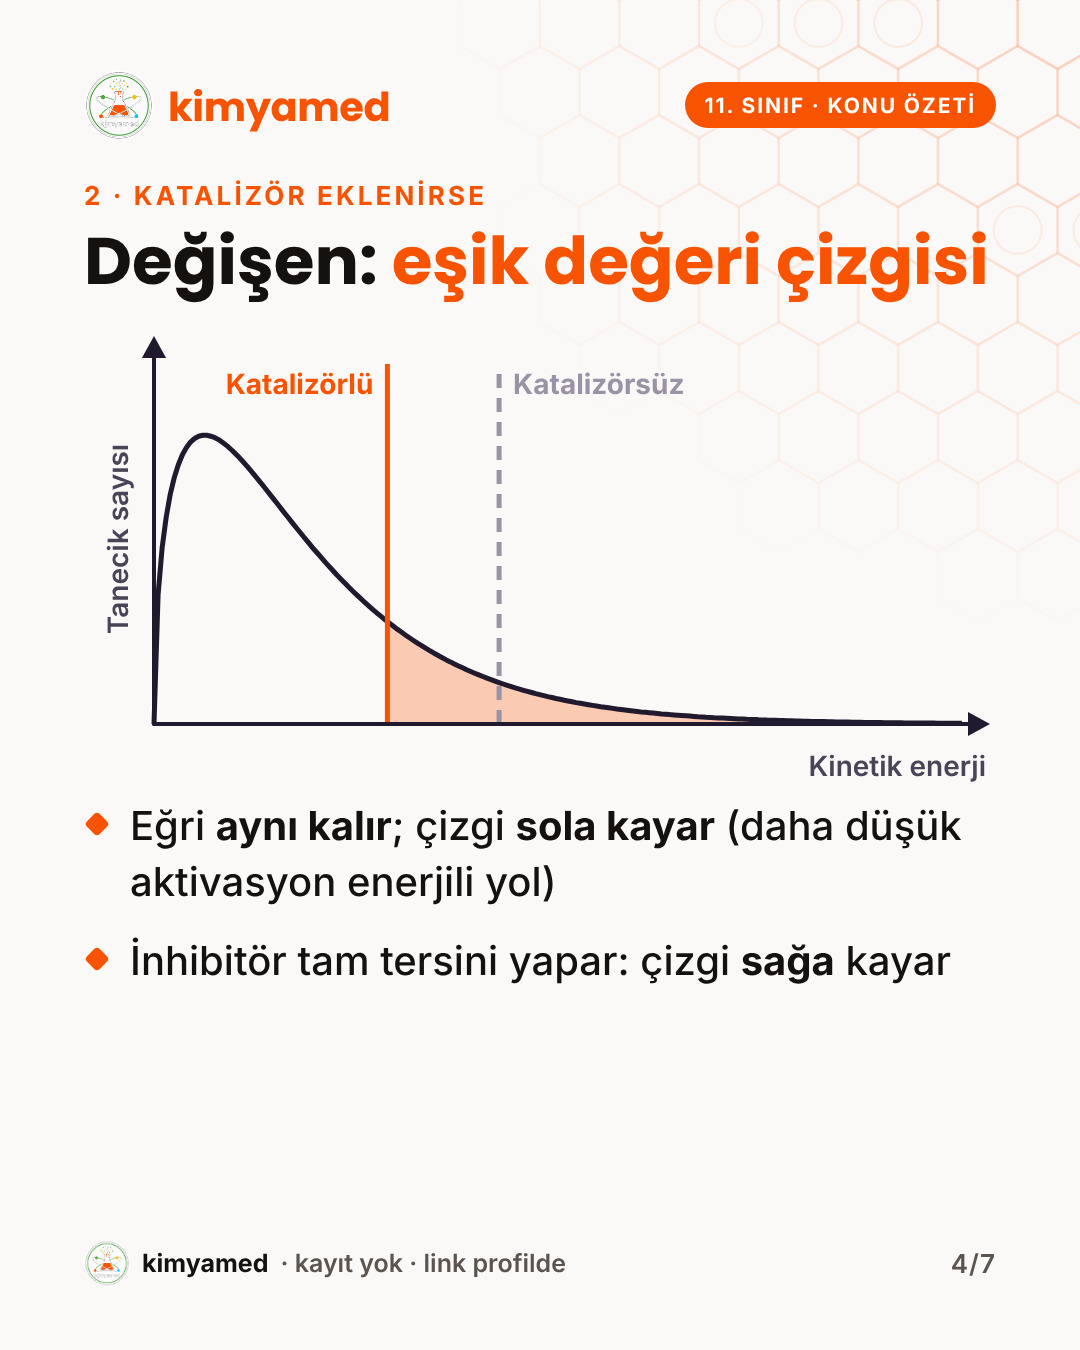 kimyamed
11. SINIF · KONU ÖZETİ
2 · KATALİZÖR EKLENİRSE
Değişen: eşik değeri çizgisi
Katalizörlü
Katalizörsüz
Tanecik sayısı
Kinetik enerji
Eğri aynı kalır; çizgi sola kayar (daha düşük
aktivasyon enerjili yol)
İnhibitör tam tersini yapar: çizgi sağa kayar
kimyamed · kayıt yok · link profilde
4/7